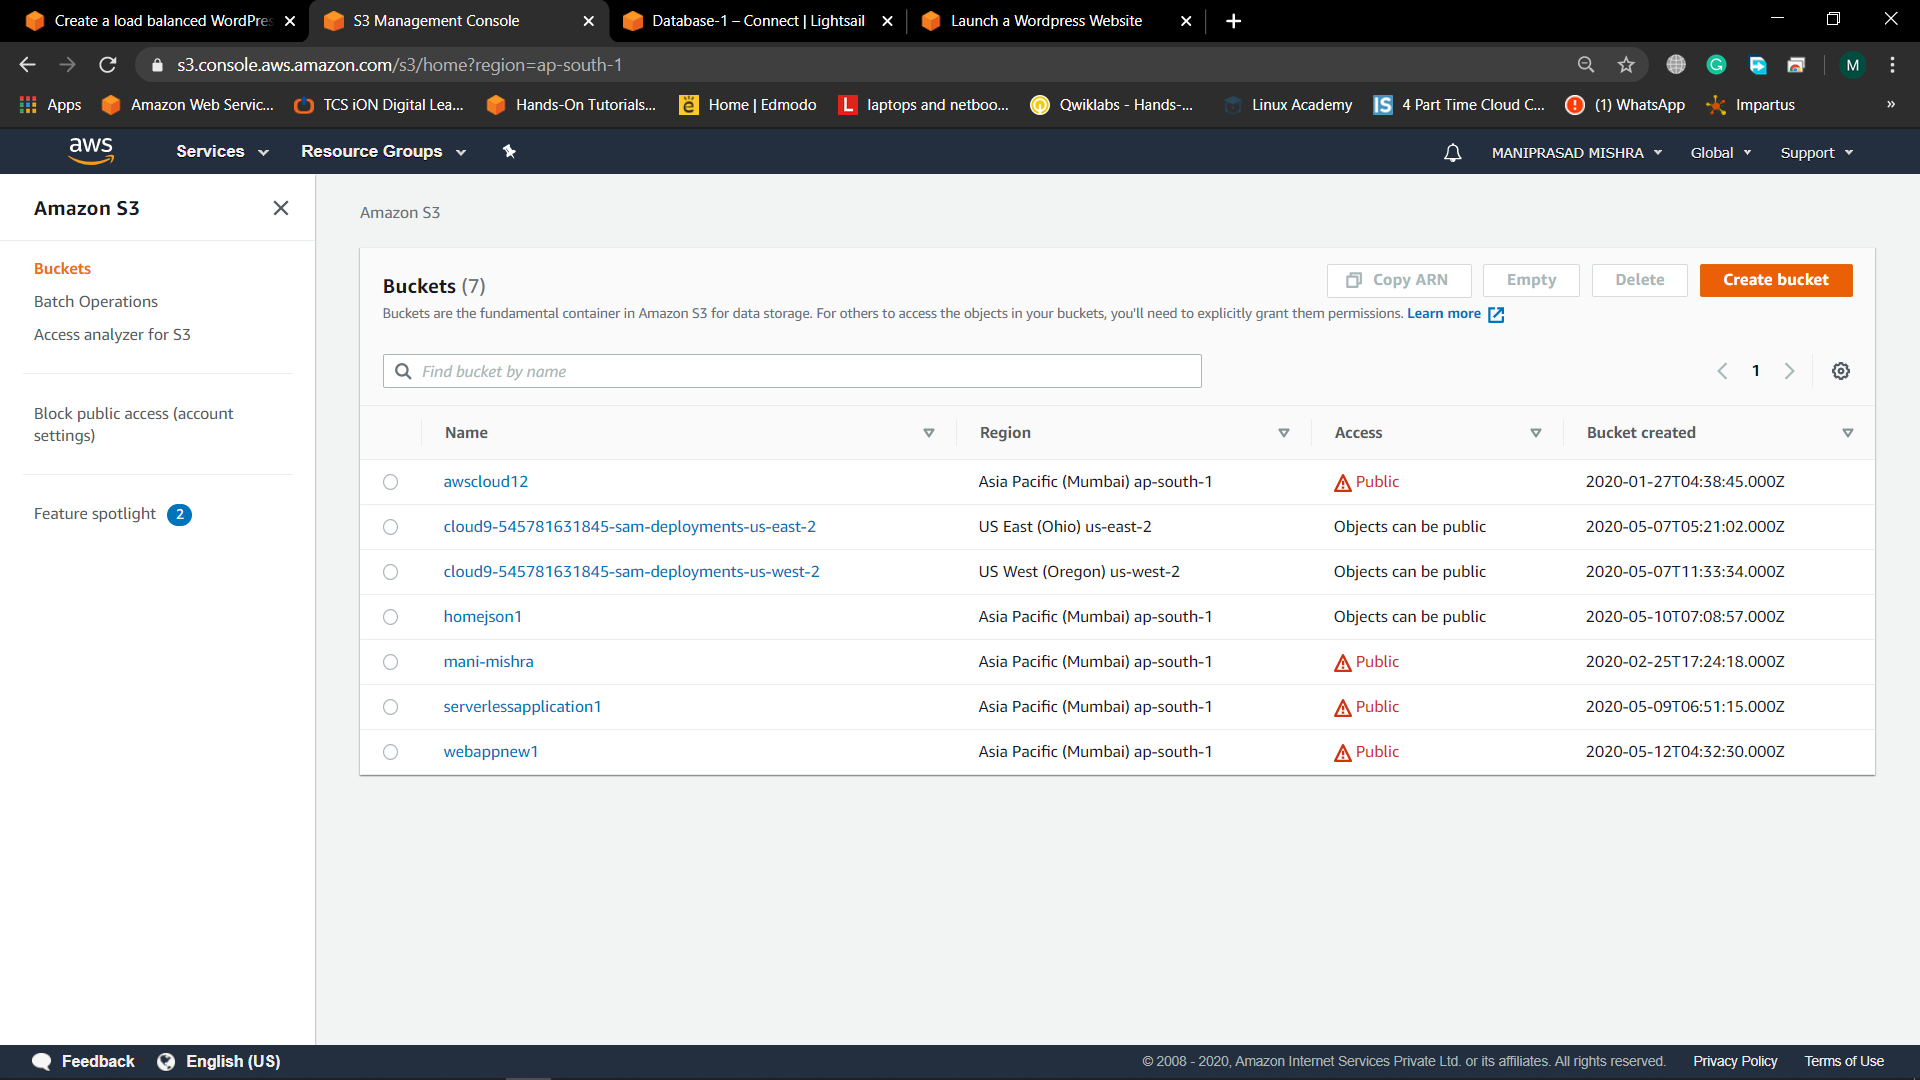 Create a load balanced WordPres
S3 Management Console
Database-1 – Connect | Lightsail
Launch a Wordpress Website
s3.console.aws.amazon.com/s3/home?region=ap-south-1
M
Apps
Amazon Web Servic...
TCS iON Digital Lea...
Hands-On Tutorials...
Home | Edmodo
laptops and netboo...
Qwiklabs - Hands-...
Linux Academy
4 Part Time Cloud C...
(1) WhatsApp
Impartus
»
aws
Services
Resource Groups
MANIPRASAD MISHRA
Global
Support
Amazon S3
Buckets
Batch Operations
Access analyzer for S3
Block public access (account
settings)
Feature spotlight 2
Amazon S3
Buckets (7)
Copy ARN
Empty
Delete
Create bucket
Buckets are the fundamental container in Amazon S3 for data storage. For others to access the objects in your buckets, you'll need to explicitly grant them permissions. Learn more
Find bucket by name
1
Name Region Access Bucket created
awscloud12 Asia Pacific (Mumbai) ap-south-1 Public 2020-01-27T04:38:45.000Z
cloud9-545781631845-sam-deployments-us-east-2 US East (Ohio) us-east-2 Objects can be public 2020-05-07T05:21:02.000Z
cloud9-545781631845-sam-deployments-us-west-2 US West (Oregon) us-west-2 Objects can be public 2020-05-07T11:33:34.000Z
homejson1 Asia Pacific (Mumbai) ap-south-1 Objects can be public 2020-05-10T07:08:57.000Z
mani-mishra Asia Pacific (Mumbai) ap-south-1 Public 2020-02-25T17:24:18.000Z
serverlessapplication1 Asia Pacific (Mumbai) ap-south-1 Public 2020-05-09T06:51:15.000Z
webappnew1 Asia Pacific (Mumbai) ap-south-1 Public 2020-05-12T04:32:30.000Z
Feedback
English (US)
© 2008 - 2020, Amazon Internet Services Private Ltd. or its affiliates. All rights reserved.
Privacy Policy
Terms of Use